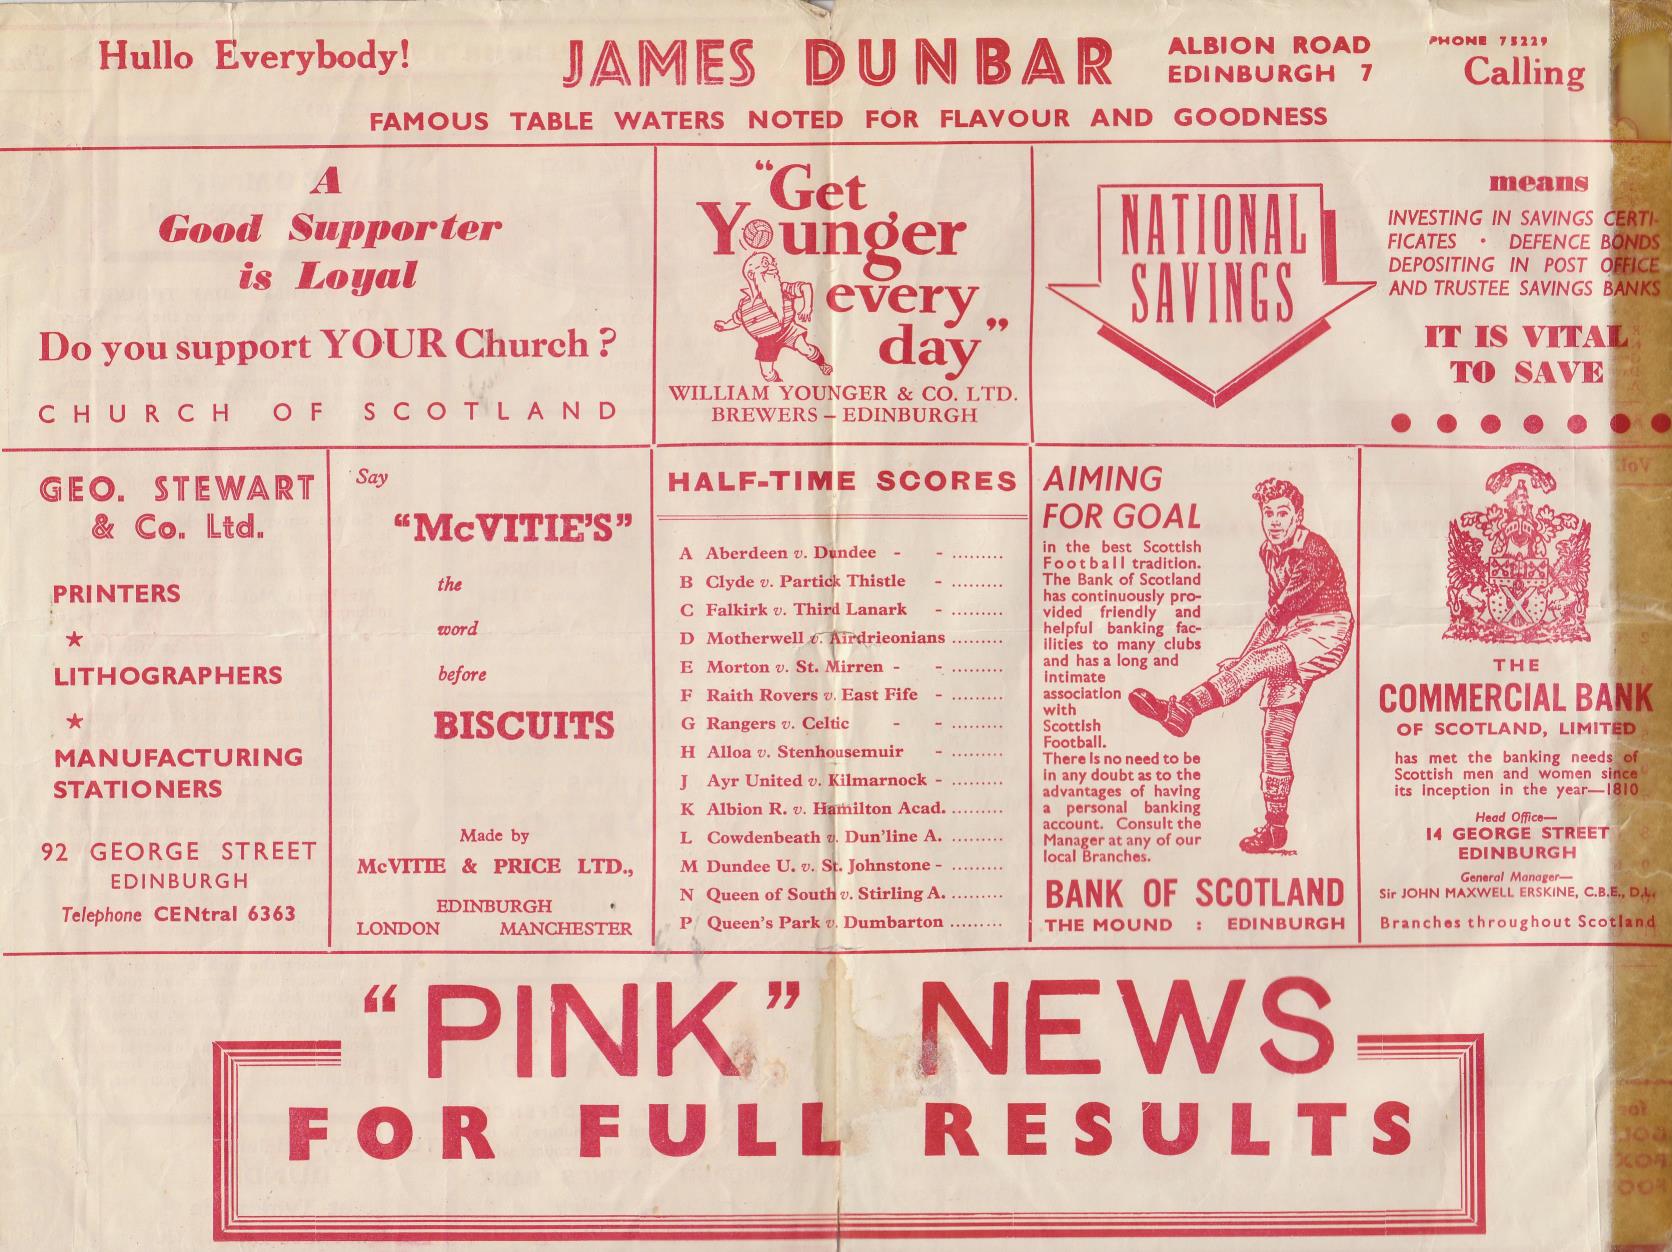 Hullo Everybody!
JAMES DUNBAR
ALBION ROAD
EDINBURGH 7
PHONE 75229
Calling
FAMOUS TABLE WATERS NOTED FOR FLAVOUR AND GOODNESS
A
Good Supporter
is Loyal
Do you support YOUR Church?
CHURCH OF SCOTLAND
"Get
Younger
every
day"
WILLIAM YOUNGER & CO. LTD.
BREWERS – EDINBURGH
NATIONAL
SAVINGS
means
INVESTING IN SAVINGS CERTI-
FICATES · DEFENCE BONDS
DEPOSITING IN POST OFFICE
AND TRUSTEE SAVINGS BANKS
IT IS VITAL
TO SAVE
GEO. STEWART
& Co. Ltd.
PRINTERS
★
LITHOGRAPHERS
★
MANUFACTURING
STATIONERS
92 GEORGE STREET
EDINBURGH
Telephone CENtral 6363
Say
"McVITIE'S"
the
word
before
BISCUITS
Made by
McVITIE & PRICE LTD.,
EDINBURGH
LONDON MANCHESTER
HALF-TIME SCORES
A Aberdeen v. Dundee - - .........
B Clyde v. Partick Thistle - .........
C Falkirk v. Third Lanark - .........
D Motherwell v. Airdrieonians .........
E Morton v. St. Mirren - - .........
F Raith Rovers v. East Fife - .........
G Rangers v. Celtic - - .........
H Alloa v. Stenhousemuir - .........
J Ayr United v. Kilmarnock - .........
K Albion R. v. Hamilton Acad. .........
L Cowdenbeath v. Dun'line A. .........
M Dundee U. v. St. Johnstone - .........
N Queen of South v. Stirling A. .........
P Queen's Park v. Dumbarton .........
AIMING
FOR GOAL
in the best Scottish
Football tradition.
The Bank of Scotland
has continuously pro-
vided friendly and
helpful banking fac-
ilities to many clubs
and has a long and
intimate
association
with
Scottish
Football.
There is no need to be
in any doubt as to the
advantages of having
a personal banking
account. Consult the
Manager at any of our
local Branches.
BANK OF SCOTLAND
THE MOUND : EDINBURGH
THE
COMMERCIAL BANK
OF SCOTLAND, LIMITED
has met the banking needs of
Scottish men and women since
its inception in the year—1810
Head Office—
14 GEORGE STREET
EDINBURGH
General Manager—
Sir JOHN MAXWELL ERSKINE, C.B.E., D.L.
Branches throughout Scotland
"PINK" NEWS
FOR FULL RESULTS